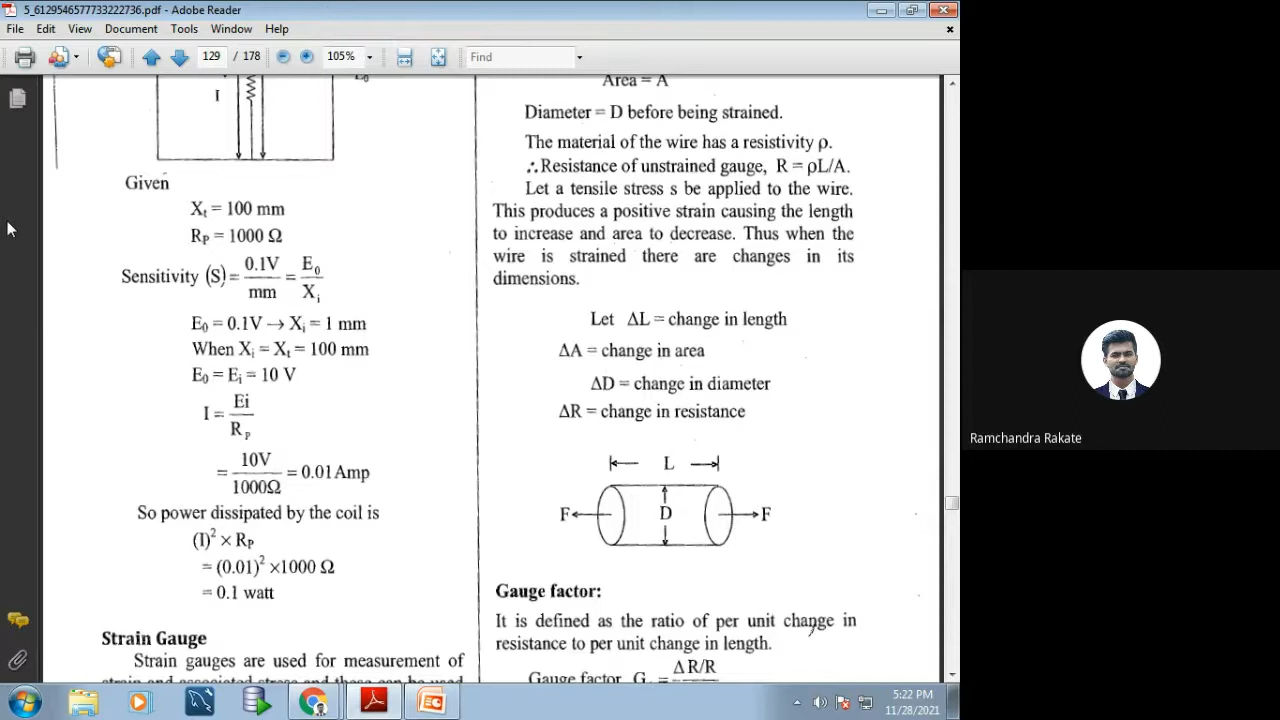 5_6129546577733222736.pdf - Adobe Reader
File Edit View Document Tools Window Help
129 / 178 105% Find
I
Given
Xt = 100 mm
RP = 1000 Ω
Sensitivity (S) = 0.1V/mm = E0/Xi
E0 = 0.1V → Xi = 1 mm
When Xi = Xt = 100 mm
E0 = Ei = 10 V
I = Ei/RP
= 10V/1000Ω = 0.01 Amp
So power dissipated by the coil is
(I)² × RP
= (0.01)² ×1000 Ω
= 0.1 watt
Strain Gauge
Strain gauges are used for measurement of
Area = A
Diameter = D before being strained.
The material of the wire has a resistivity ρ.
∴ Resistance of unstrained gauge, R = ρL/A.
Let a tensile stress s be applied to the wire.
This produces a positive strain causing the length
to increase and area to decrease. Thus when the
wire is strained there are changes in its
dimensions.
Let ΔL = change in length
ΔA = change in area
ΔD = change in diameter
ΔR = change in resistance
L
F D F
Gauge factor:
It is defined as the ratio of per unit change in
resistance to per unit change in length.
Gauge factor G = ΔR/R
Ramchandra Rakate
5:22 PM
11/28/2021